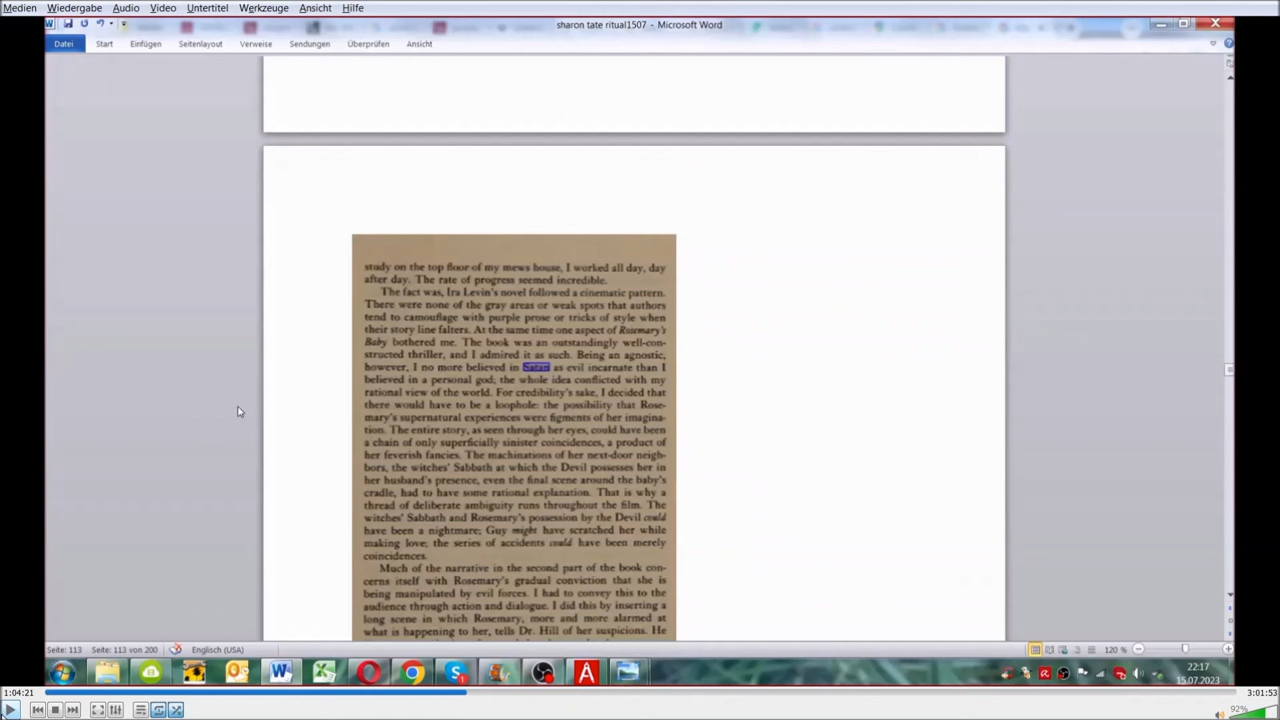 Medien Wiedergabe Audio Video Untertitel Werkzeuge Ansicht Hilfe
sharon tate ritual1507 - Microsoft Word
Datei Start Einfügen Seitenlayout Verweise Sendungen Überprüfen Ansicht
study on the top floor of my mews house, I worked all day, day
after day. The rate of progress seemed incredible.
The fact was, Ira Levin's novel followed a cinematic pattern.
There were none of the gray areas or weak spots that authors
tend to camouflage with purple prose or tricks of style when
their story line falters. At the same time one aspect of Rosemary's
Baby bothered me. The book was an outstandingly well-con-
structed thriller, and I admired it as such. Being an agnostic,
however, I no more believed in Satan as evil incarnate than I
believed in a personal god; the whole idea conflicted with my
rational view of the world. For credibility's sake, I decided that
there would have to be a loophole: the possibility that Rose-
mary's supernatural experiences were figments of her imagina-
tion. The entire story, as seen through her eyes, could have been
a chain of only superficially sinister coincidences, a product of
her feverish fancies. The machinations of her next-door neigh-
bors, the witches' Sabbath at which the Devil possesses her in
her husband's presence, even the final scene around the baby's
cradle, had to have some rational explanation. That is why a
thread of deliberate ambiguity runs throughout the film. The
witches' Sabbath and Rosemary's possession by the Devil could
have been a nightmare; Guy might have scratched her while
making love; the series of accidents could have been merely
coincidences.
Much of the narrative in the second part of the book con-
cerns itself with Rosemary's gradual conviction that she is
being manipulated by evil forces. I had to convey this to the
audience through action and dialogue. I did this by inserting a
long scene in which Rosemary, more and more alarmed at
what is happening to her, tells Dr. Hill of her suspicions. He
Seite: 113 Seite: 113 von 200 Englisch (USA) 120 %
22:17
15.07.2023
1:04:21 3:01:53
92%